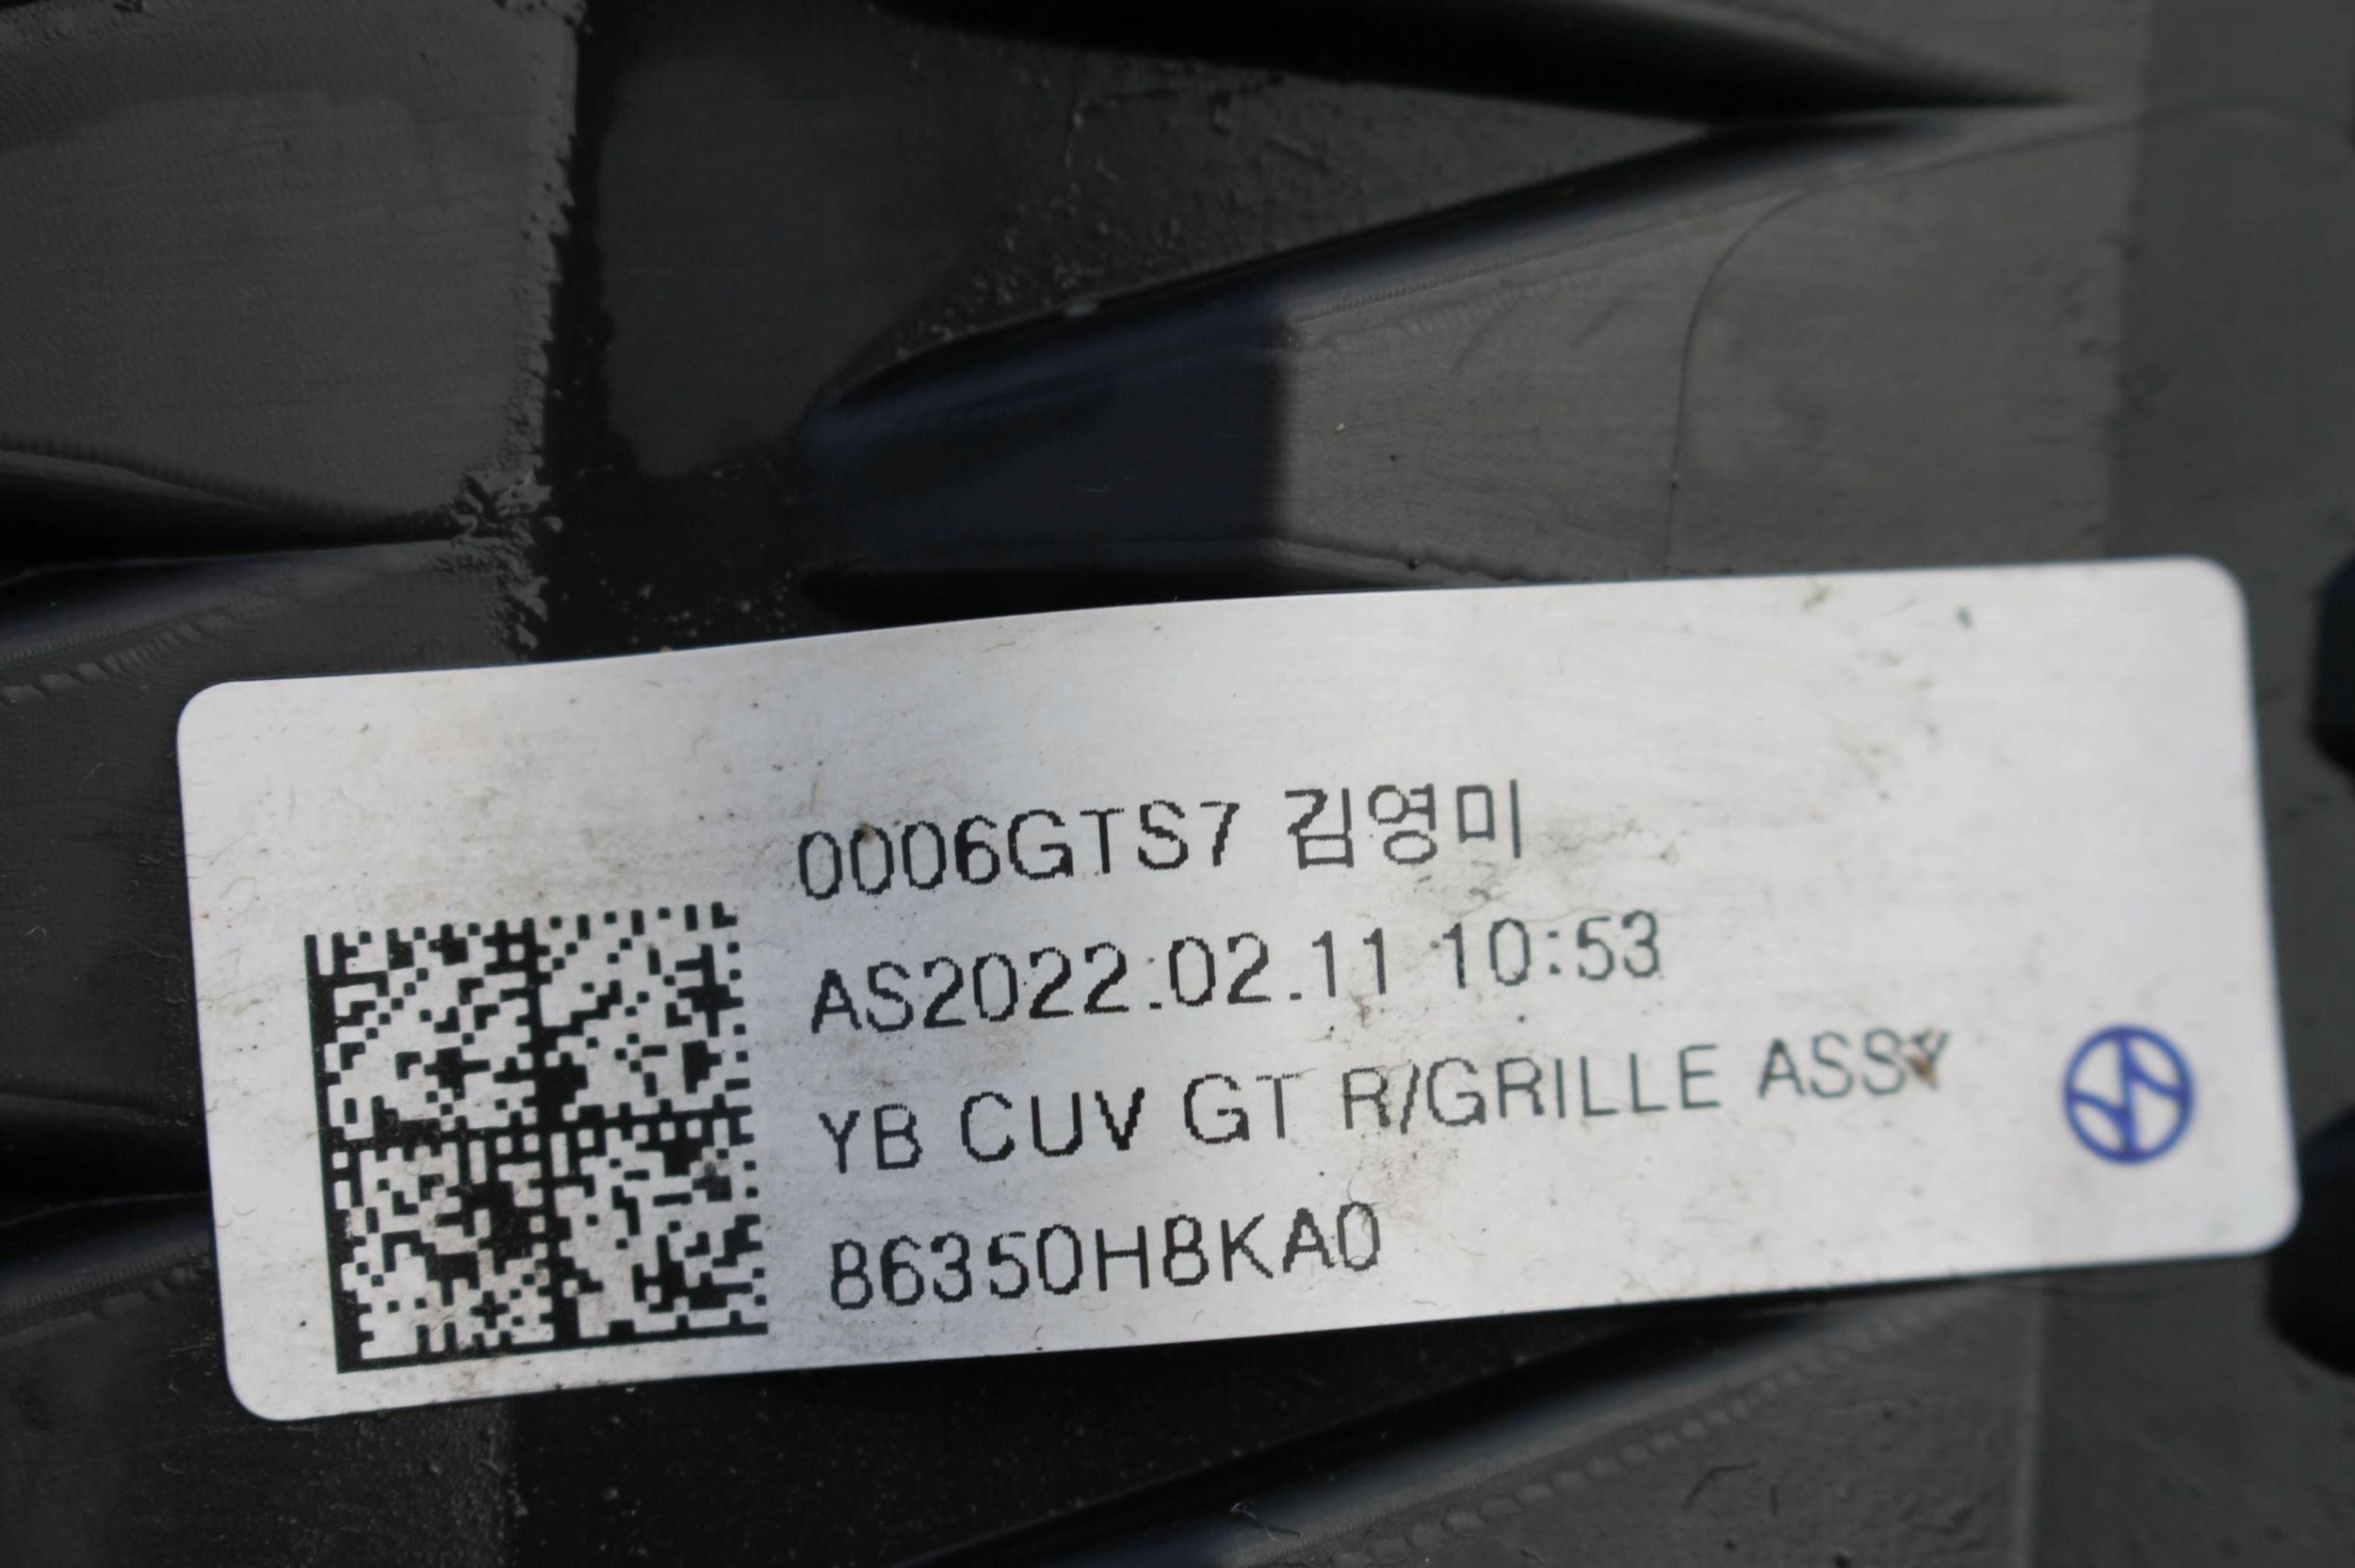 0006GTS7 김영미
AS2022.02.11 10:53
YB CUV GT R/GRILLE ASSY
86350H8KA0